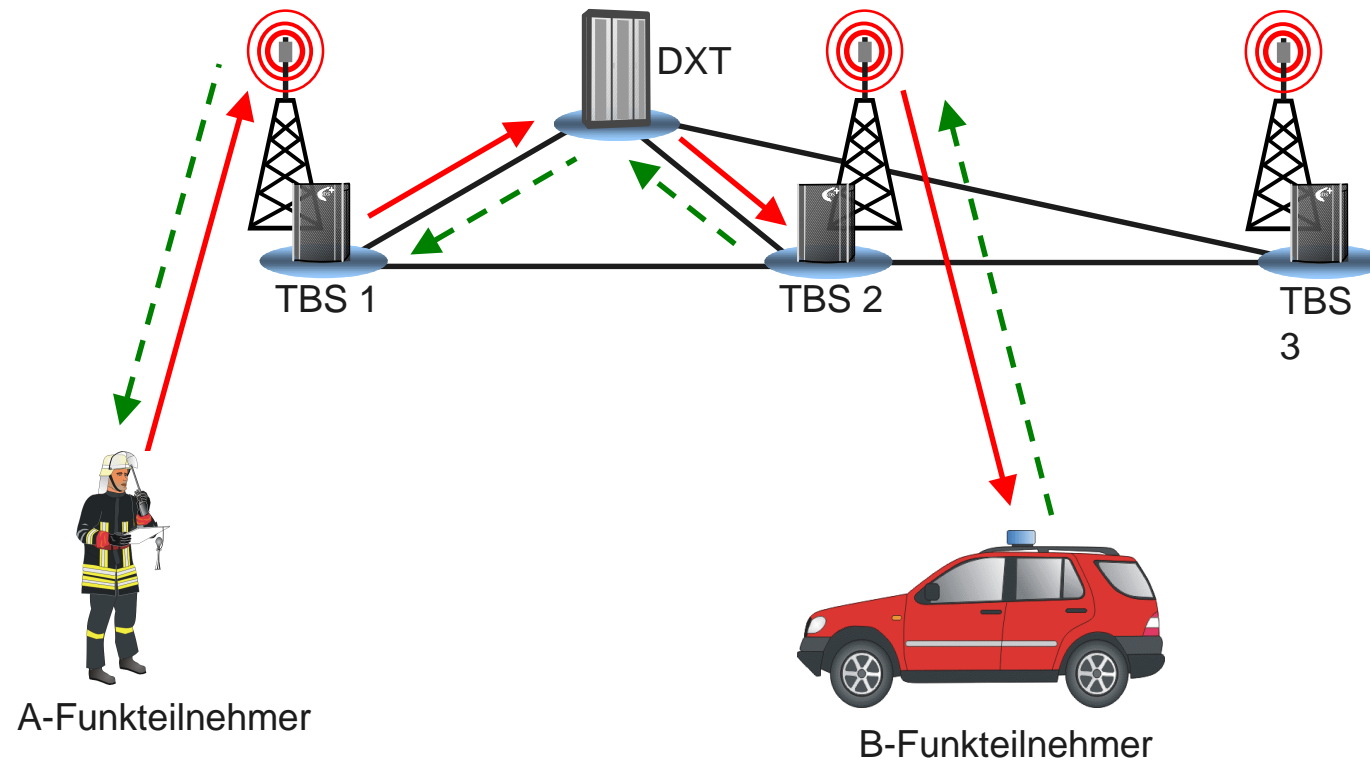 DXT
TBS 1
TBS 2
TBS
3
A-Funkteilnehmer
B-Funkteilnehmer